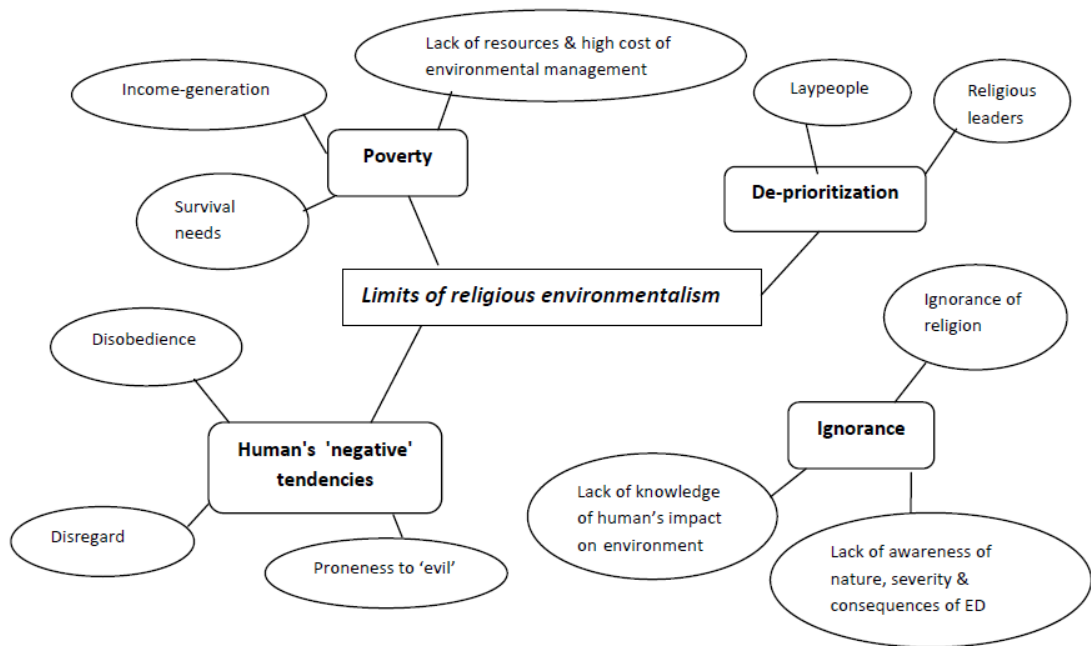 Lack of resources & high cost of
environmental management
Income-generation
Poverty
Survival
needs
Laypeople
Religious
leaders
De-prioritization
Limits of religious environmentalism
Disobedience
Human's 'negative'
tendencies
Disregard
Proneness to ‘evil’
Ignorance of
religion
Ignorance
Lack of knowledge
of human’s impact
on environment
Lack of awareness of
nature, severity &
consequences of ED